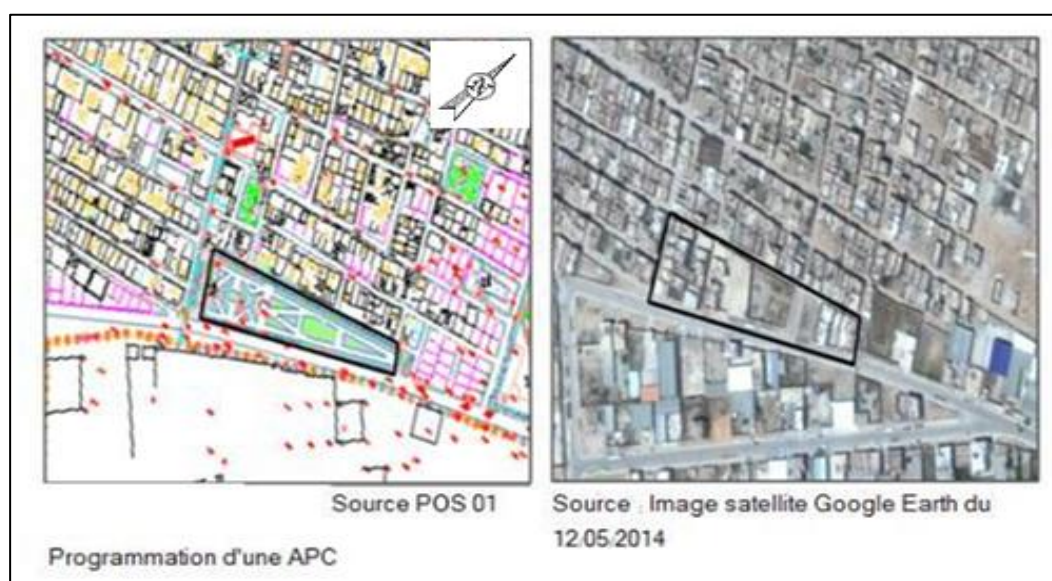 Source POS 01
Source : Image satellite Google Earth du
12.05.2014
Programmation d'une APC